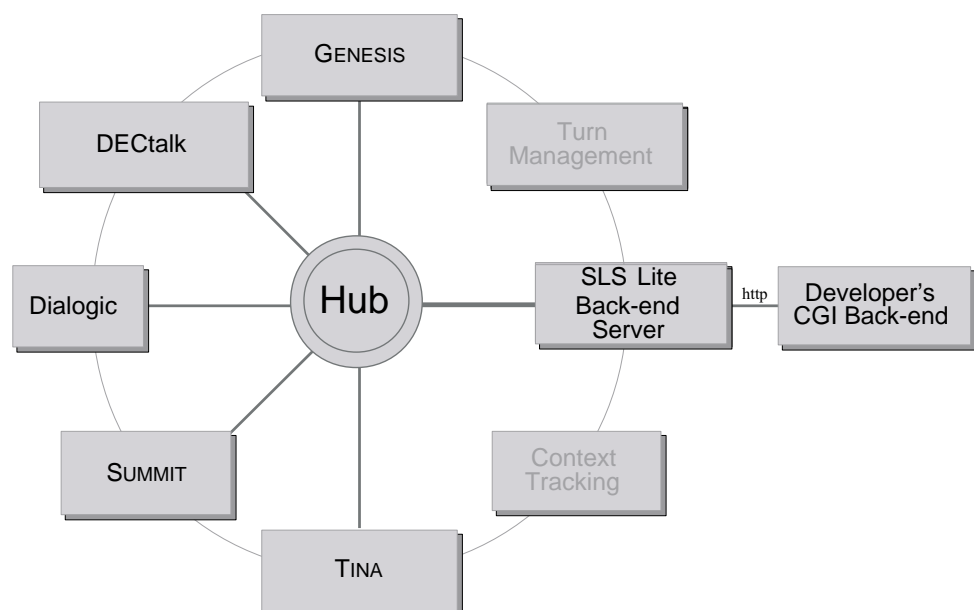 GENESIS
DECtalk
Turn
Management
Dialogic
Hub
SLS Lite
Back-end
Server
http
Developer's
CGI Back-end
SUMMIT
Context
Tracking
TINA